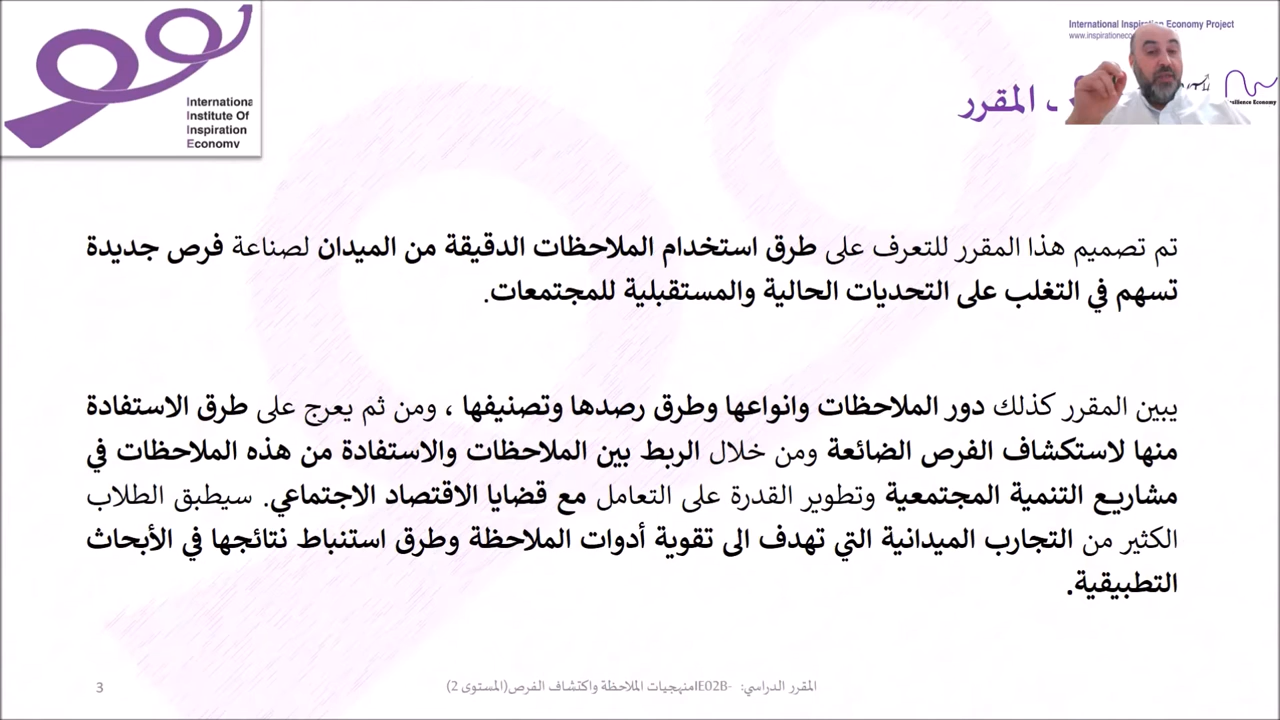 International
Institute Of
Inspiration
Economy
International Inspiration Economy Project
المقرر
تم تصميم هذا المقرر للتعرف على طرق استخدام الملاحظات الدقيقة من الميدان لصناعة فرص جديدة
تسهم في التغلب على التحديات الحالية والمستقبلية للمجتمعات.
يبين المقرر كذلك دور الملاحظات وانواعها وطرق رصدها وتصنيفها ، ومن ثم يعرج على طرق الاستفادة
منها لاستكشاف الفرص الضائعة ومن خلال الربط بين الملاحظات والاستفادة من هذه الملاحظات في
مشاريع التنمية المجتمعية وتطوير القدرة على التعامل مع قضايا الاقتصاد الاجتماعي. سيطبق الطلاب
الكثير من التجارب الميدانية التي تهدف الى تقوية أدوات الملاحظة وطرق استنباط نتائجها في الأبحاث
التطبيقية.
المقرر الدراسي: -IE02Bمنهجيات الملاحظة واكتشاف الفرص(المستوى 2)
3